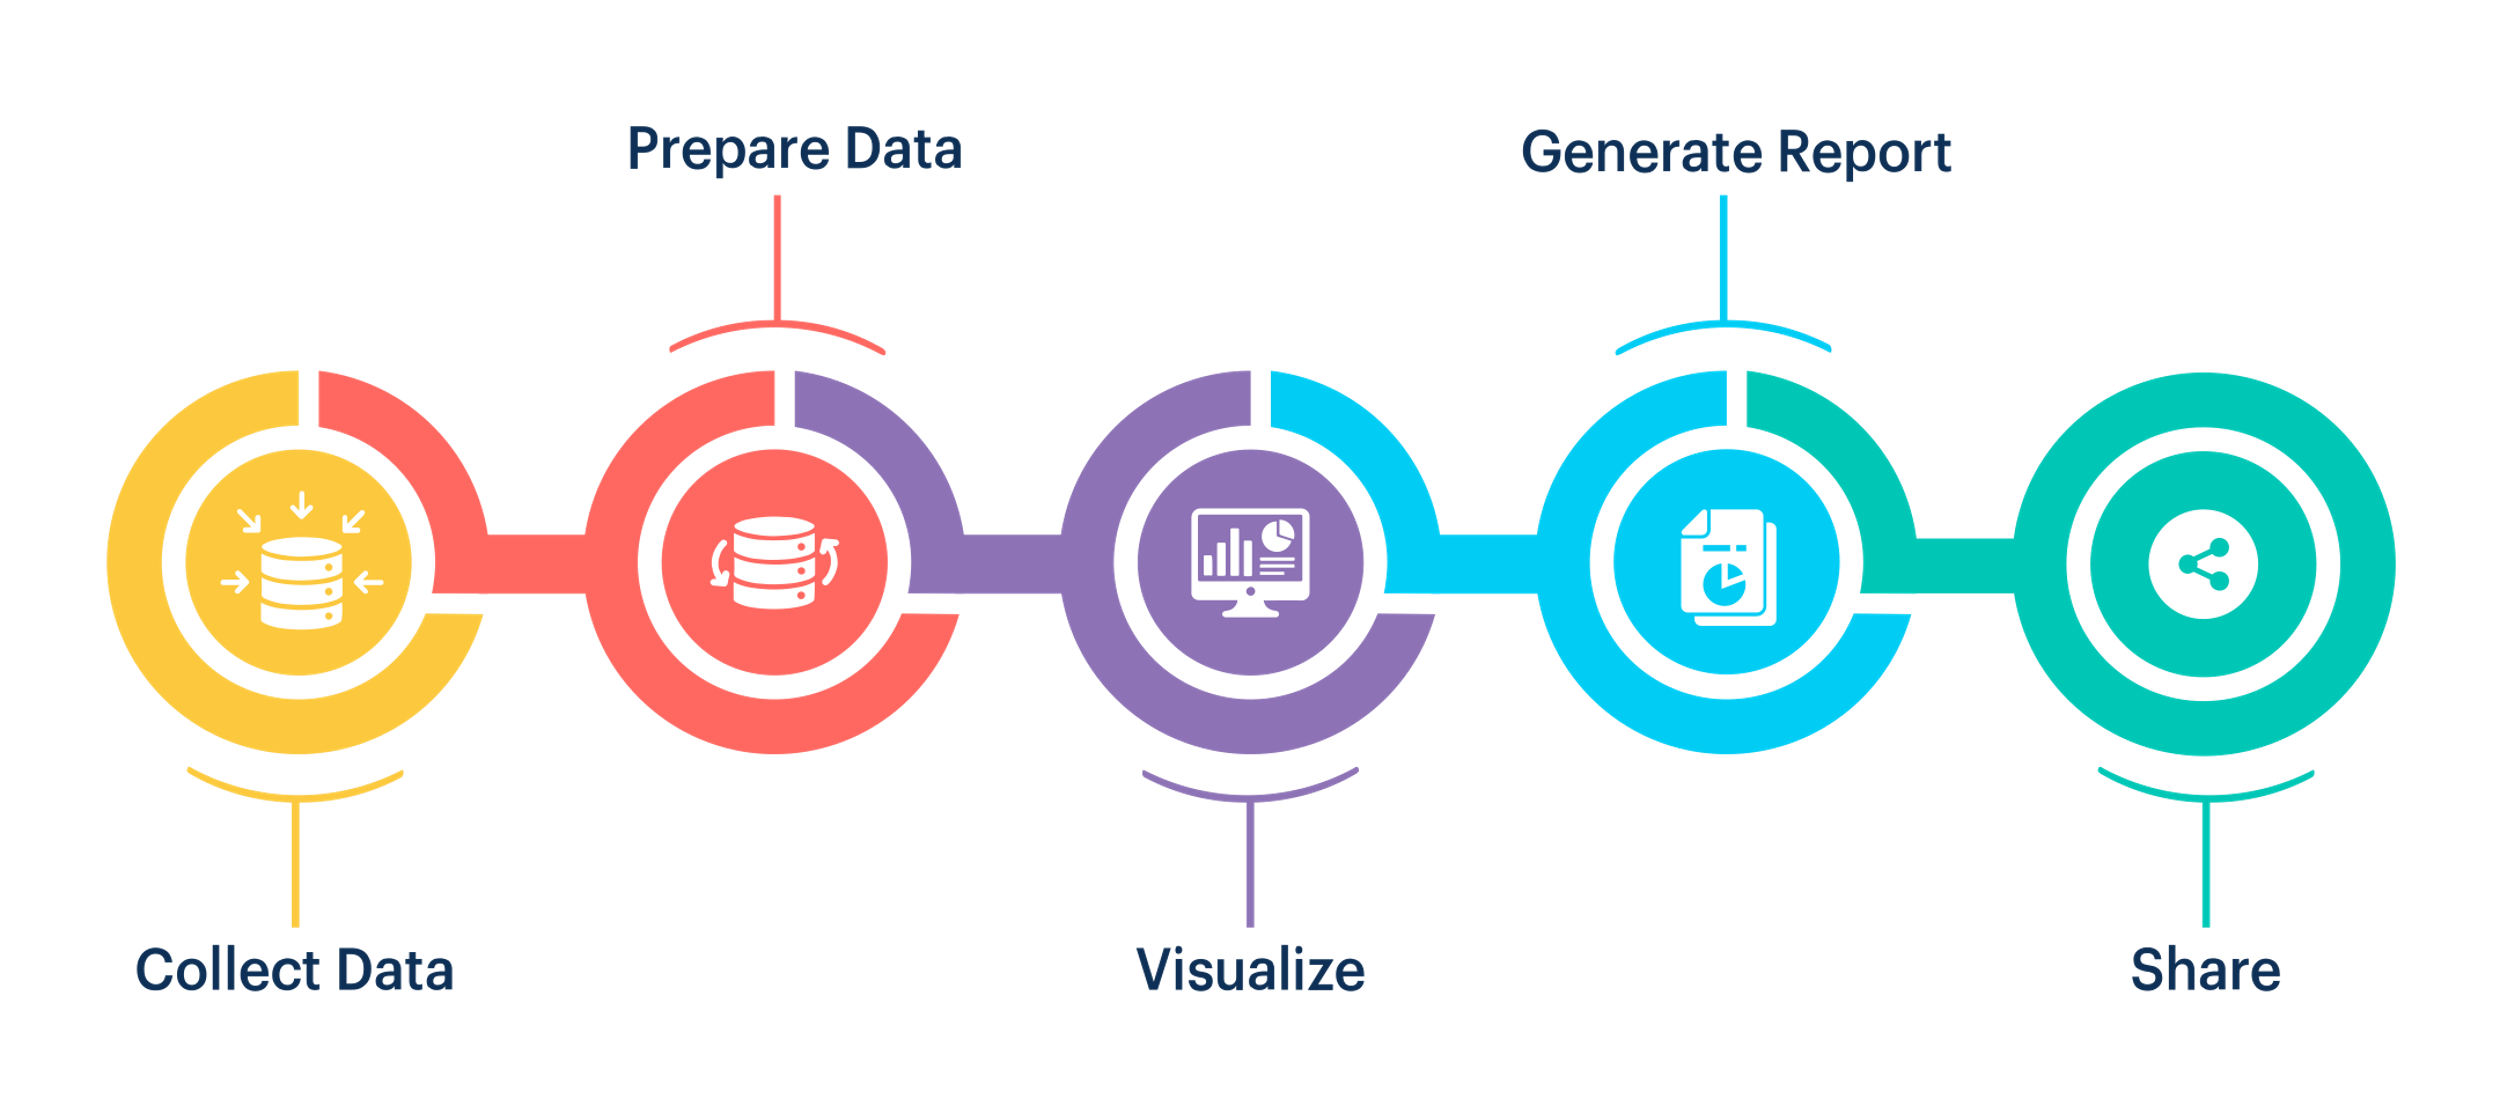 Prepare Data
Generate Report
Collect Data
Visualize
Share